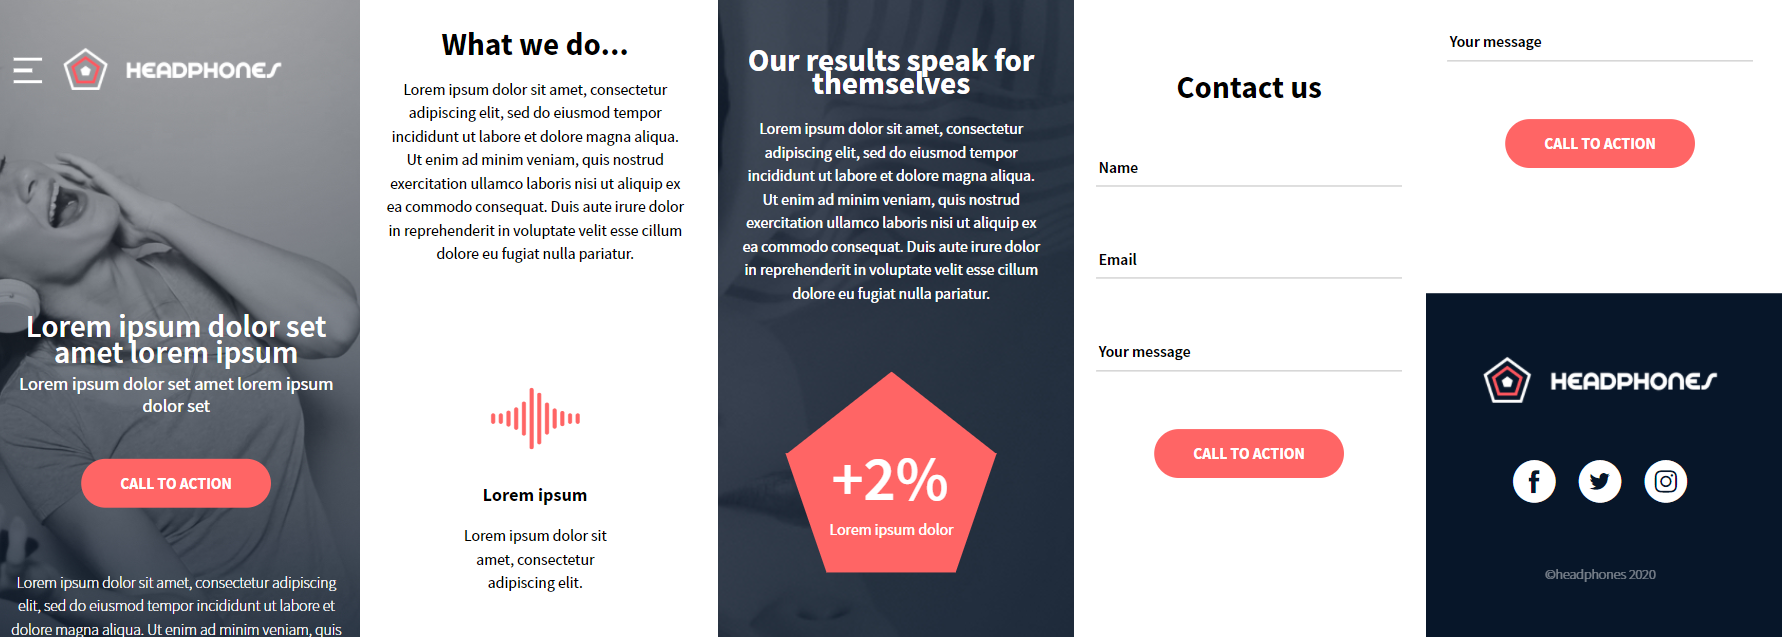 HEADPHONES
Lorem ipsum dolor set
amet lorem ipsum
Lorem ipsum dolor set amet lorem ipsum
dolor set
CALL TO ACTION
Lorem ipsum dolor sit amet, consectetur adipiscing
elit, sed do eiusmod tempor incididunt ut labore et
dolore magna aliqua. Ut enim ad minim veniam, quis
What we do...
Lorem ipsum dolor sit amet, consectetur
adipiscing elit, sed do eiusmod tempor
incididunt ut labore et dolore magna aliqua.
Ut enim ad minim veniam, quis nostrud
exercitation ullamco laboris nisi ut aliquip ex
ea commodo consequat. Duis aute irure dolor
in reprehenderit in voluptate velit esse cillum
dolore eu fugiat nulla pariatur.
Lorem ipsum
Lorem ipsum dolor sit
amet, consectetur
adipiscing elit.
Our results speak for
themselves
Lorem ipsum dolor sit amet, consectetur
adipiscing elit, sed do eiusmod tempor
incididunt ut labore et dolore magna aliqua.
Ut enim ad minim veniam, quis nostrud
exercitation ullamco laboris nisi ut aliquip ex
ea commodo consequat. Duis aute irure dolor
in reprehenderit in voluptate velit esse cillum
dolore eu fugiat nulla pariatur.
+2%
Lorem ipsum dolor
Contact us
Name
Email
Your message
CALL TO ACTION
Your message
CALL TO ACTION
HEADPHONES
©headphones 2020